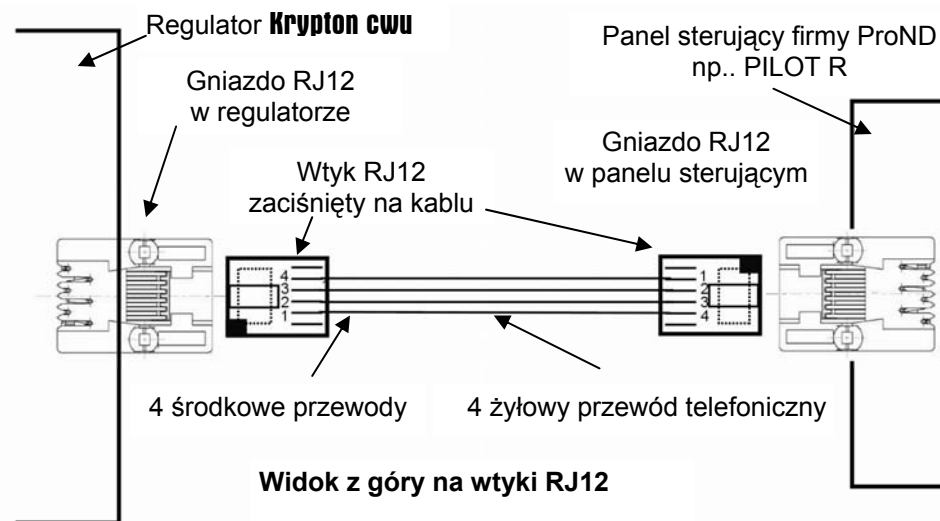 Regulator Krypton cwu
Panel sterujący firmy ProND
np.. PILOT R
Gniazdo RJ12
w regulatorze
Gniazdo RJ12
w panelu sterującym
Wtyk RJ12
zaciśnięty na kablu
4
3
2
1
1
2
3
4
4 środkowe przewody
4 żyłowy przewód telefoniczny
Widok z góry na wtyki RJ12